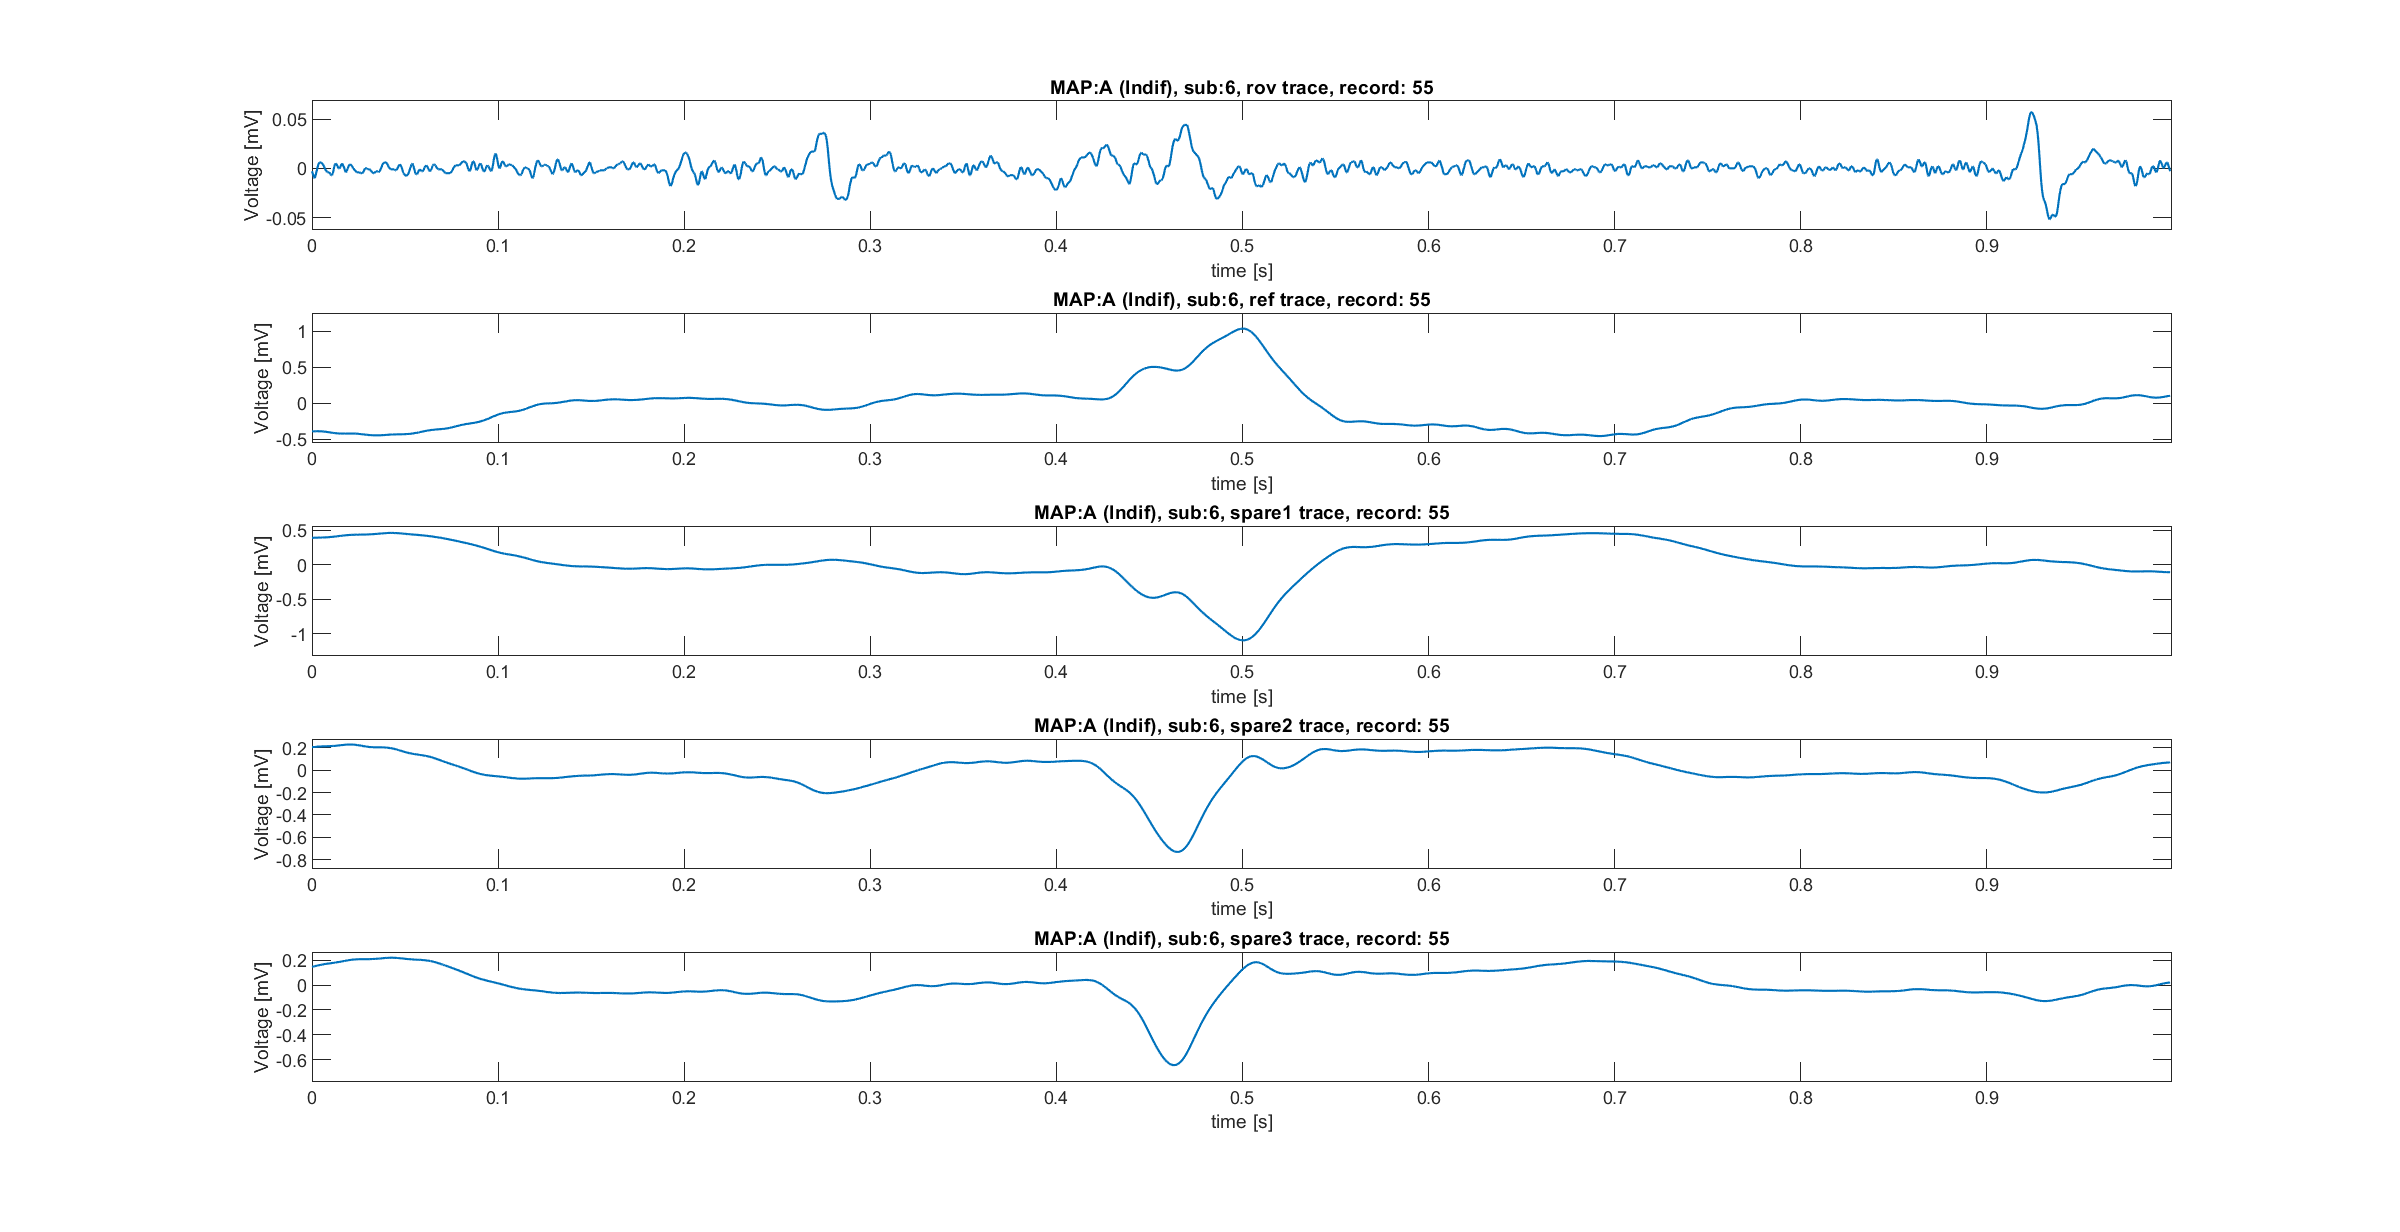 MAP:A (Indif), sub:6, rov trace, record: 55
Voltage [mV]
0.05
0
-0.05
0 0.1 0.2 0.3 0.4 0.5 0.6 0.7 0.8 0.9
time [s]
MAP:A (Indif), sub:6, ref trace, record: 55
Voltage [mV]
1
0.5
0
-0.5
0 0.1 0.2 0.3 0.4 0.5 0.6 0.7 0.8 0.9
time [s]
MAP:A (Indif), sub:6, spare1 trace, record: 55
Voltage [mV]
0.5
0
-0.5
-1
0 0.1 0.2 0.3 0.4 0.5 0.6 0.7 0.8 0.9
time [s]
MAP:A (Indif), sub:6, spare2 trace, record: 55
Voltage [mV]
0.2
0
-0.2
-0.4
-0.6
-0.8
0 0.1 0.2 0.3 0.4 0.5 0.6 0.7 0.8 0.9
time [s]
MAP:A (Indif), sub:6, spare3 trace, record: 55
Voltage [mV]
0.2
0
-0.2
-0.4
-0.6
0 0.1 0.2 0.3 0.4 0.5 0.6 0.7 0.8 0.9
time [s]